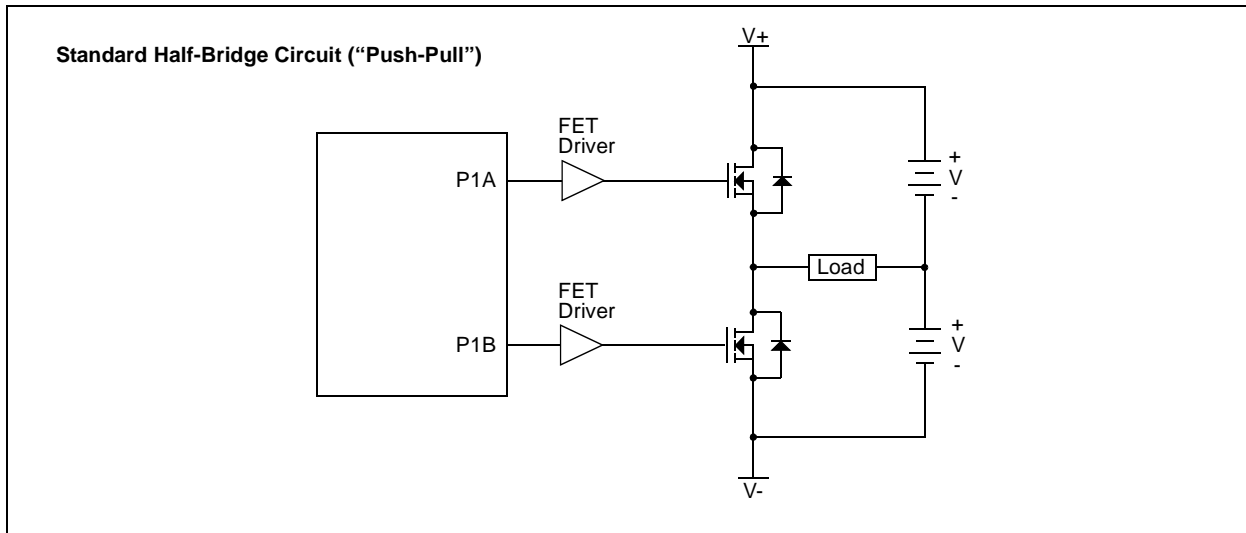 Standard Half-Bridge Circuit (“Push-Pull”)
V+
FET
Driver
P1A
+
V
-
Load
FET
Driver
P1B
+
V
-
V-